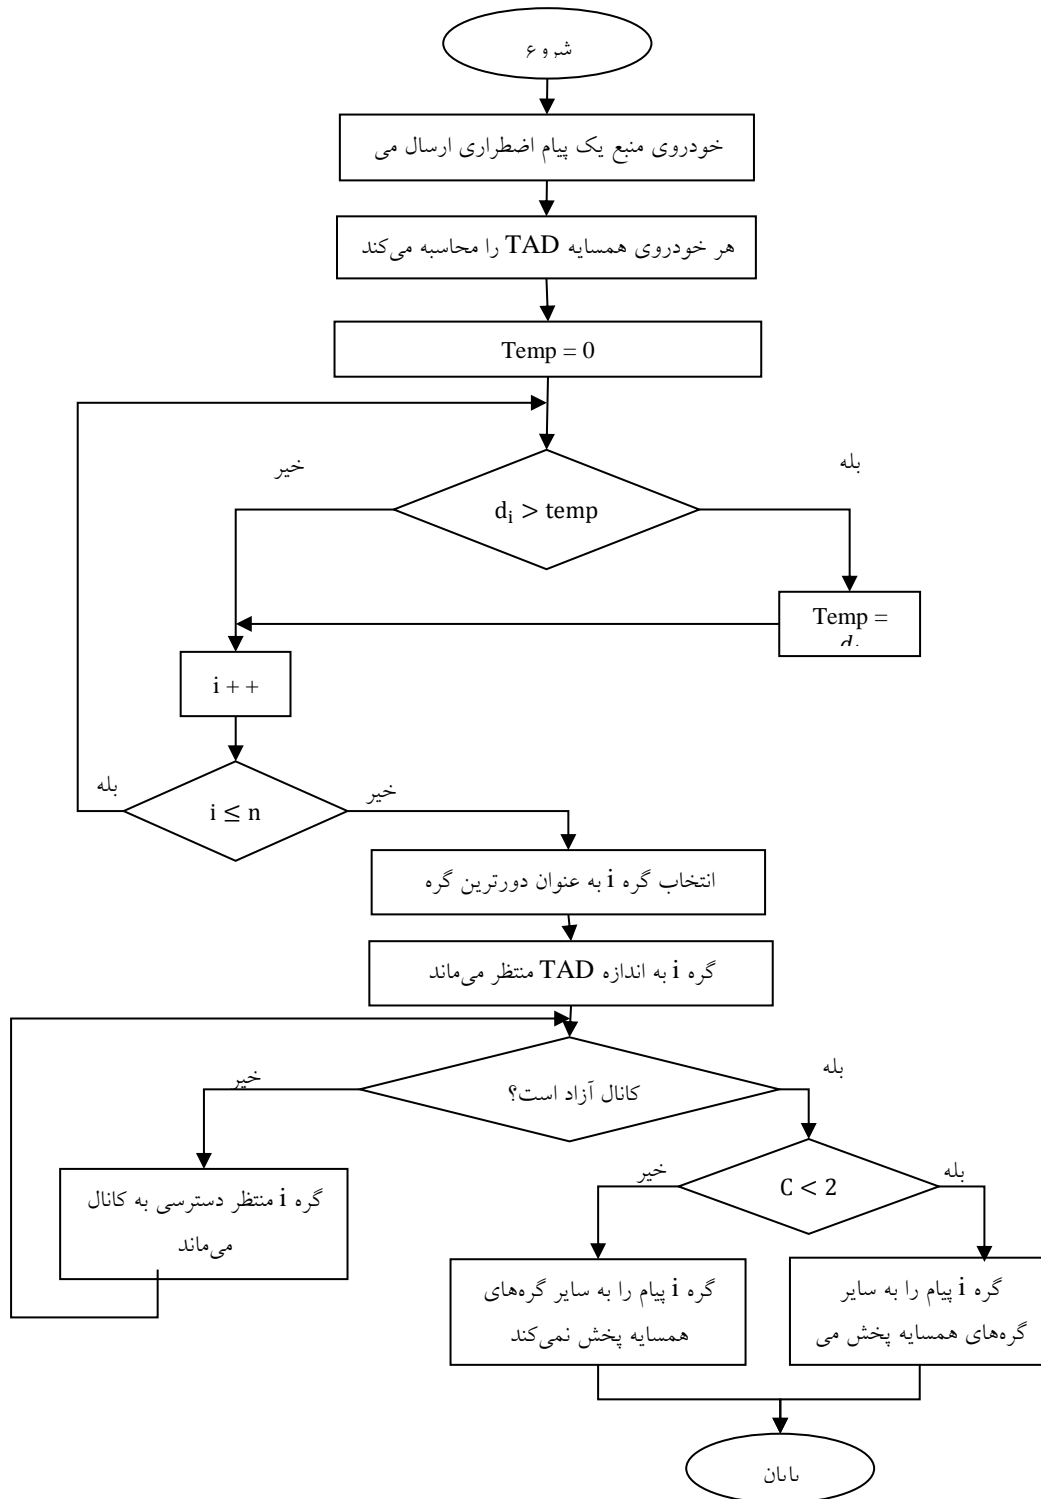 شروع
خودروی منبع یک پیام اضطراری ارسال می
هر خودروی همسایه TAD را محاسبه می‌کند
Temp = 0
خیر
بله
dᵢ > temp
Temp =
i + +
بله
خیر
i ≤ n
انتخاب گره i به عنوان دورترین گره
گره i به اندازه TAD منتظر می‌ماند
خیر
بله
کانال آزاد است؟
گره i منتظر دسترسی به کانال
می‌ماند
خیر
بله
C < 2
گره i پیام را به سایر گره‌های
همسایه پخش نمی‌کند
گره i پیام را به سایر
گره‌های همسایه پخش می
پایان